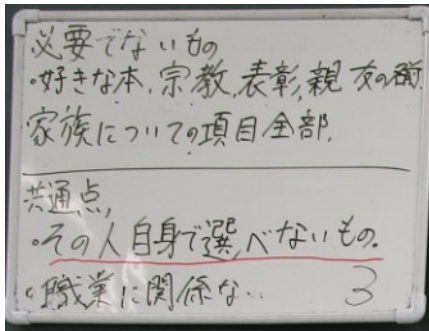 必要でないもの
・好きな本、宗教、表彰、親友の名前
家族についての項目全部、
共通点、
・その人自身で選べないもの。
・職業に関係ない
3